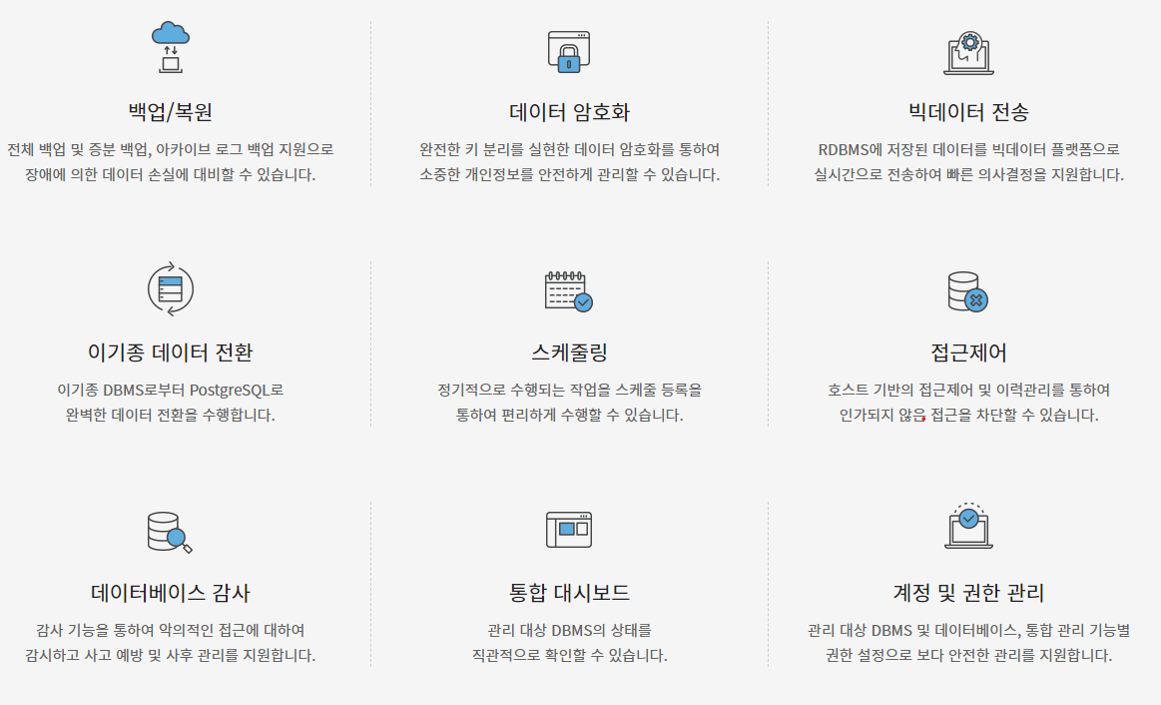 백업/복원
전체 백업 및 증분 백업, 아카이브 로그 백업 지원으로
장애에 의한 데이터 손실에 대비할 수 있습니다.
데이터 암호화
완전한 키 분리를 실현한 데이터 암호화를 통하여
소중한 개인정보를 안전하게 관리할 수 있습니다.
빅데이터 전송
RDBMS에 저장된 데이터를 빅데이터 플랫폼으로
실시간으로 전송하여 빠른 의사결정을 지원합니다.
이기종 데이터 전환
이기종 DBMS로부터 PostgreSQL로
완벽한 데이터 전환을 수행합니다.
스케줄링
정기적으로 수행되는 작업을 스케줄 등록을
통하여 편리하게 수행할 수 있습니다.
접근제어
호스트 기반의 접근제어 및 이력관리를 통하여
인가되지 않음 접근을 차단할 수 있습니다.
데이터베이스 감사
감사 기능을 통하여 악의적인 접근에 대하여
감시하고 사고 예방 및 사후 관리를 지원합니다.
통합 대시보드
관리 대상 DBMS의 상태를
직관적으로 확인할 수 있습니다.
계정 및 권한 관리
관리 대상 DBMS 및 데이터베이스, 통합 관리 기능별
권한 설정으로 보다 안전한 관리를 지원합니다.